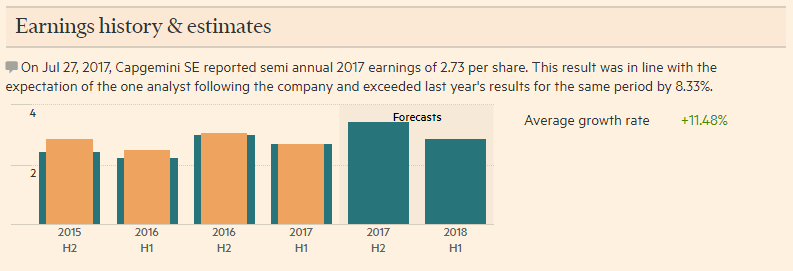 Earnings history & estimates
On Jul 27, 2017, Capgemini SE reported semi annual 2017 earnings of 2.73 per share. This result was in line with the
expectation of the one analyst following the company and exceeded last year's results for the same period by 8.33%.
4
Forecasts
Average growth rate +11.48%
2
2015 2016 2016 2017 2017 2018
H2 H1 H2 H1 H2 H1